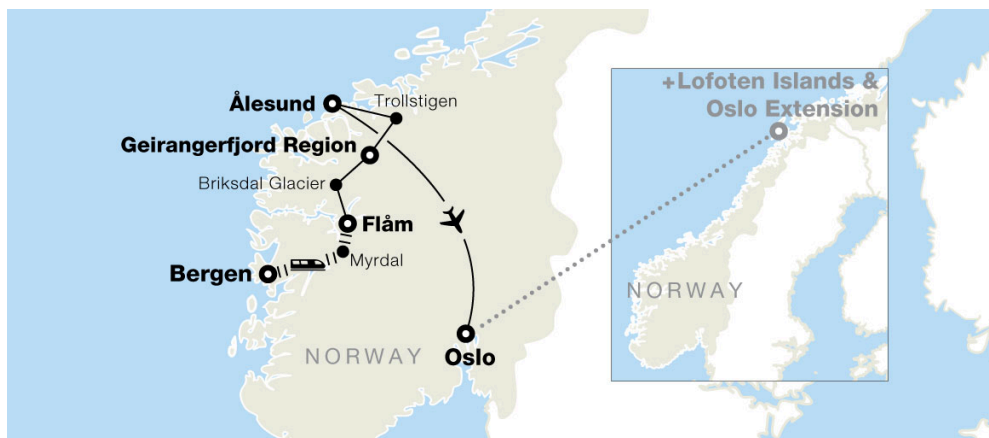 +Lofoten Islands &
Oslo Extension
Ålesund
Trollstigen
Geirangerfjord Region
Briksdal Glacier
Flåm
Myrdal
Bergen
NORWAY
Oslo
NORWAY